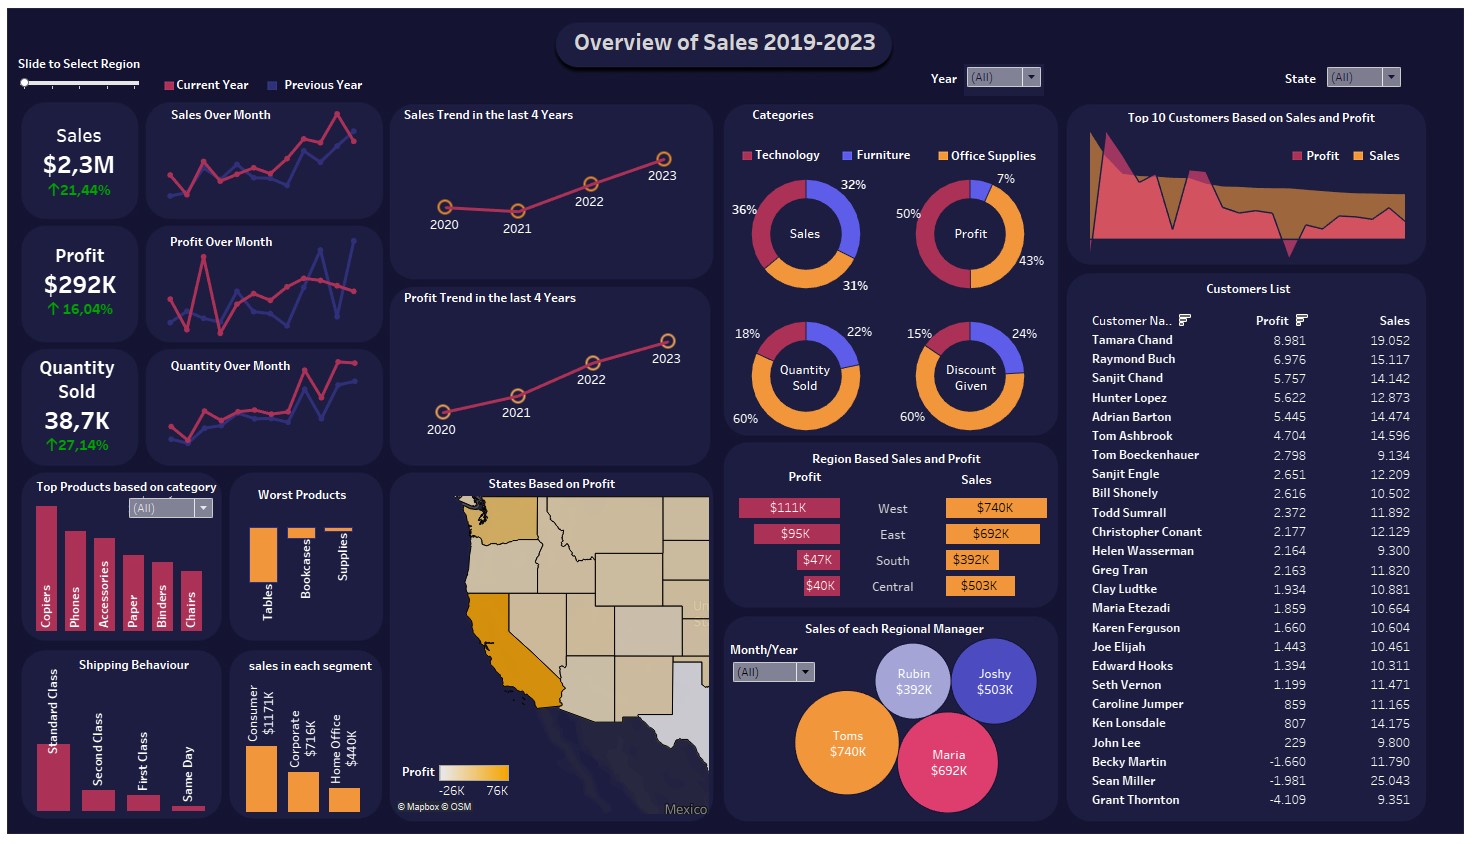 Overview of Sales 2019-2023
Slide to Select Region
Current Year
Previous Year
Year
(All)
State
(All)
Sales
$2,3M
↑21,44%
Sales Over Month
Profit
$292K
↑ 16,04%
Profit Over Month
Quantity
Sold
38,7K
↑27,14%
Quantity Over Month
Sales Trend in the last 4 Years
2020
2021
2022
2023
Profit Trend in the last 4 Years
2020
2021
2022
2023
Categories
Technology
Furniture
Office Supplies
36%
32%
31%
Sales
50%
7%
43%
Profit
18%
22%
60%
Quantity
Sold
15%
24%
60%
Discount
Given
Top 10 Customers Based on Sales and Profit
Profit
Sales
Top Products based on category
(All)
Copiers
Phones
Accessories
Paper
Binders
Chairs
Worst Products
Tables
Bookcases
Supplies
Shipping Behaviour
Standard Class
Second Class
First Class
Same Day
sales in each segment
Consumer
$1171K
Corporate
$716K
Home Office
$440K
States Based on Profit
Profit
-26K
76K
© Mapbox © OSM
Mexico
Region Based Sales and Profit
Profit
Sales
$111K West $740K
$95K East $692K
$47K South $392K
$40K Central $503K
Sales of each Regional Manager
Month/Year
(All)
Rubin
$392K
Joshy
$503K
Toms
$740K
Maria
$692K
Customers List
Customer Na.. Profit Sales
Tamara Chand 8.981 19.052
Raymond Buch 6.976 15.117
Sanjit Chand 5.757 14.142
Hunter Lopez 5.622 12.873
Adrian Barton 5.445 14.474
Tom Ashbrook 4.704 14.596
Tom Boeckenhauer 2.798 9.134
Sanjit Engle 2.651 12.209
Bill Shonely 2.616 10.502
Todd Sumrall 2.372 11.892
Christopher Conant 2.177 12.129
Helen Wasserman 2.164 9.300
Greg Tran 2.163 11.820
Clay Ludtke 1.934 10.881
Maria Etezadi 1.859 10.664
Karen Ferguson 1.660 10.604
Joe Elijah 1.443 10.461
Edward Hooks 1.394 10.311
Seth Vernon 1.199 11.471
Caroline Jumper 859 11.165
Ken Lonsdale 807 14.175
John Lee 229 9.800
Becky Martin -1.660 11.790
Sean Miller -1.981 25.043
Grant Thornton -4.109 9.351